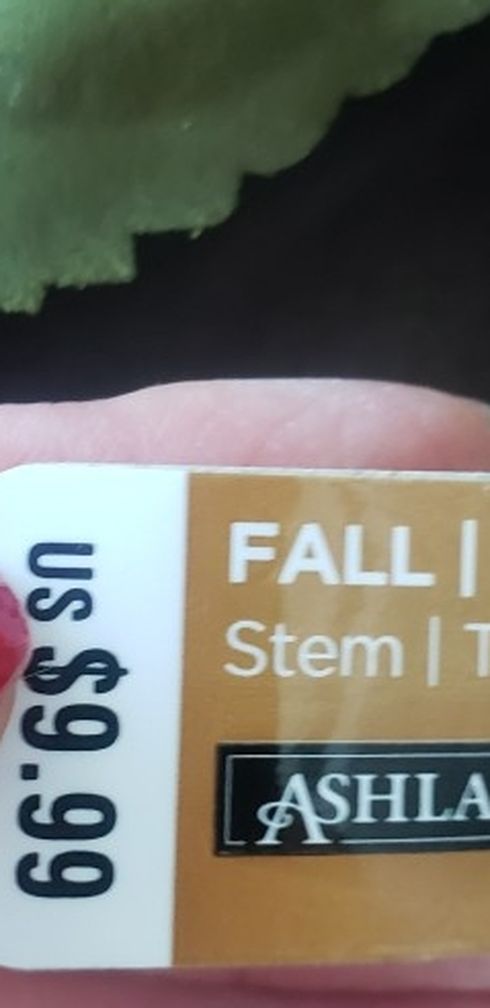 US $9.99
FALL |
Stem |
ASHLA